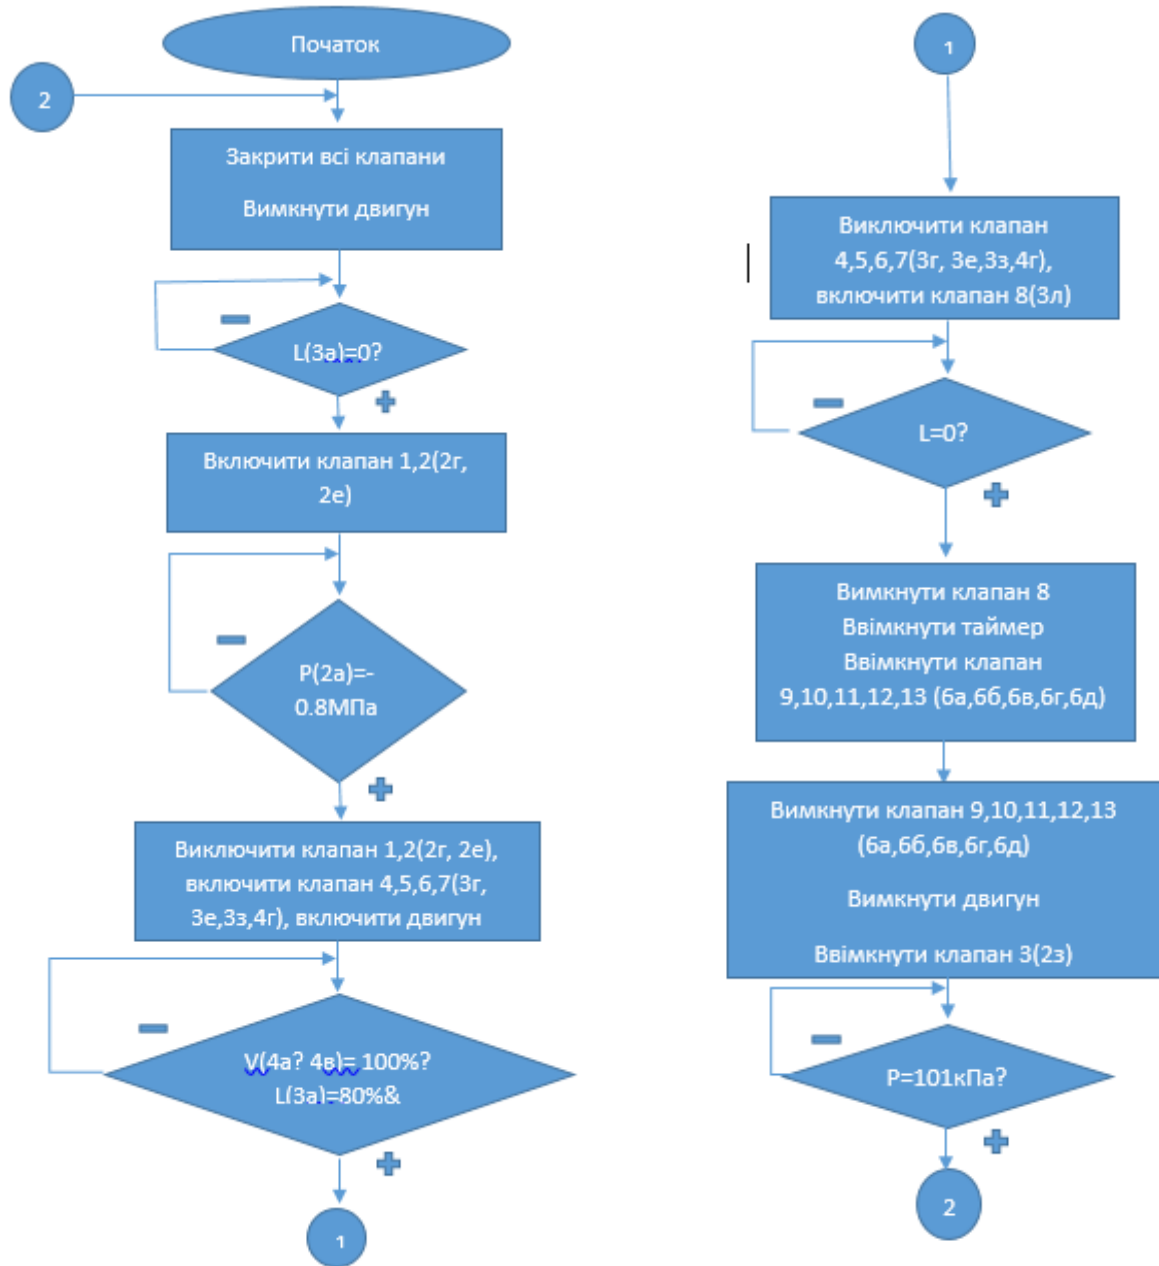 Початок
2
Закрити всі клапани
Вимкнути двигун
L(3а)=0?
Включити клапан 1,2(2г,
2е)
P(2а)=-
0.8МПа
Виключити клапан 1,2(2г, 2е),
включити клапан 4,5,6,7(3г,
3е,3з,4г), включити двигун
V(4а? 4в)= 100%?
L(3а)=80%&
1
1
Виключити клапан
4,5,6,7(3г, 3е,3з,4г),
включити клапан 8(3л)
L=0?
Вимкнути клапан 8
Ввімкнути таймер
Ввімкнути клапан
9,10,11,12,13 (6а,6б,6в,6г,6д)
Вимкнути клапан 9,10,11,12,13
(6а,6б,6в,6г,6д)
Вимкнути двигун
Ввімкнути клапан 3(2з)
P=101кПа?
2